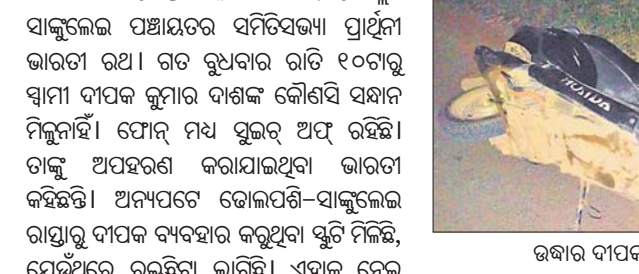 ସାଙ୍କୁଲେଇ ପଞ୍ଚାୟତର ସମିତିସଭ୍ୟା ପ୍ରାର୍ଥିନୀ
ଭାରତୀ ରଥ। ଗତ ବୁଧବାର ରାତି ୧୦ଟାରୁ
ସ୍ୱାମୀ ଦୀପକ କୁମାର ଦାଶଙ୍କ କୌଣସି ସନ୍ଧାନ
ମିଳୁନାହିଁ। ଫୋନ୍ ମଧ୍ୟ ସୁଇଚ୍ ଅଫ୍ ରହିଛି।
ତାଙ୍କୁ ଅପହରଣ କରାଯାଇଥିବା ଭାରତୀ
କହିଛନ୍ତି। ଅନ୍ୟପଟେ ଢୋଲପଶି-ସାଙ୍କୁଲେଇ
ରାସ୍ତାରୁ ଦୀପକ ବ୍ୟବହାର କରୁଥିବା ସ୍କୁଟି ମିଳିଛି,
HONDA
ଉଦ୍ଧାର ଦୀପକ